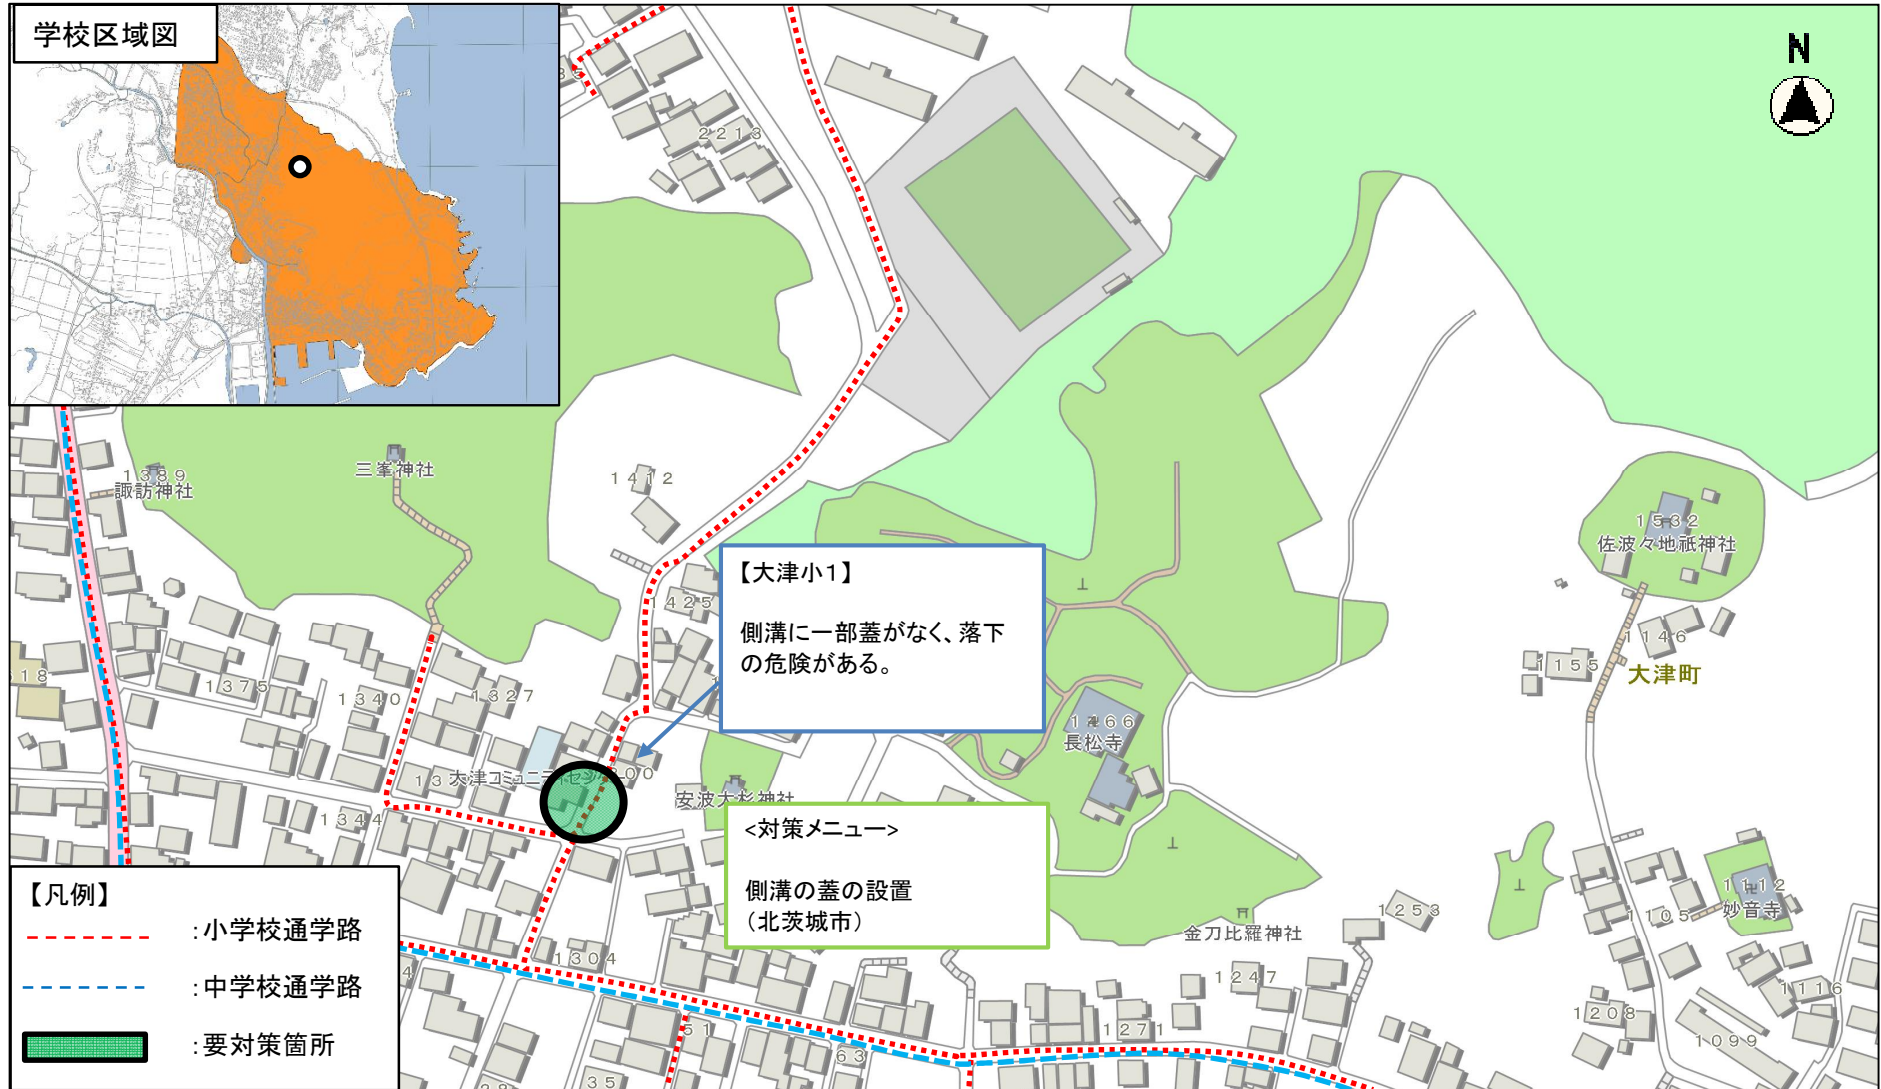 学校区域図
N
2213
1389
諏訪神社
三峯神社
1412
1532
佐波々地祇神社
【大津小1】
側溝に一部蓋がなく、落下
の危険がある。
1425
1146
1155
大津町
1375
1340
1327
1266
長松寺
大津コミュニティセンター
安波大杉神社
1344
<対策メニュー>
側溝の蓋の設置
（北茨城市）
1112
妙音寺
1105
1253
金刀比羅神社
【凡例】
:小学校通学路
:中学校通学路
:要対策箇所
1304
1247
1116
1208
1271
1099
51
63
35